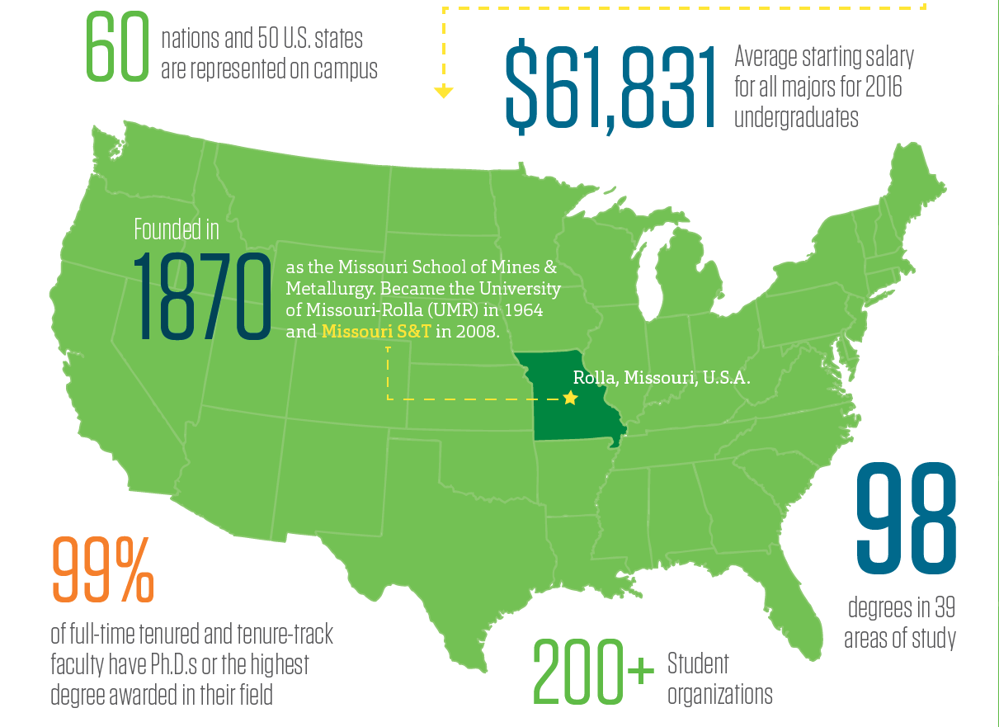 60
nations and 50 U.S. states
are represented on campus
$61,831
Average starting salary
for all majors for 2016
undergraduates
Founded in
1870
as the Missouri School of Mines &
Metallurgy. Became the University
of Missouri-Rolla (UMR) in 1964
and Missouri S&T in 2008.
Rolla, Missouri, U.S.A.
98
degrees in 39
areas of study
99%
of full-time tenured and tenure-track
faculty have Ph.D.s or the highest
degree awarded in their field
200+
Student
organizations